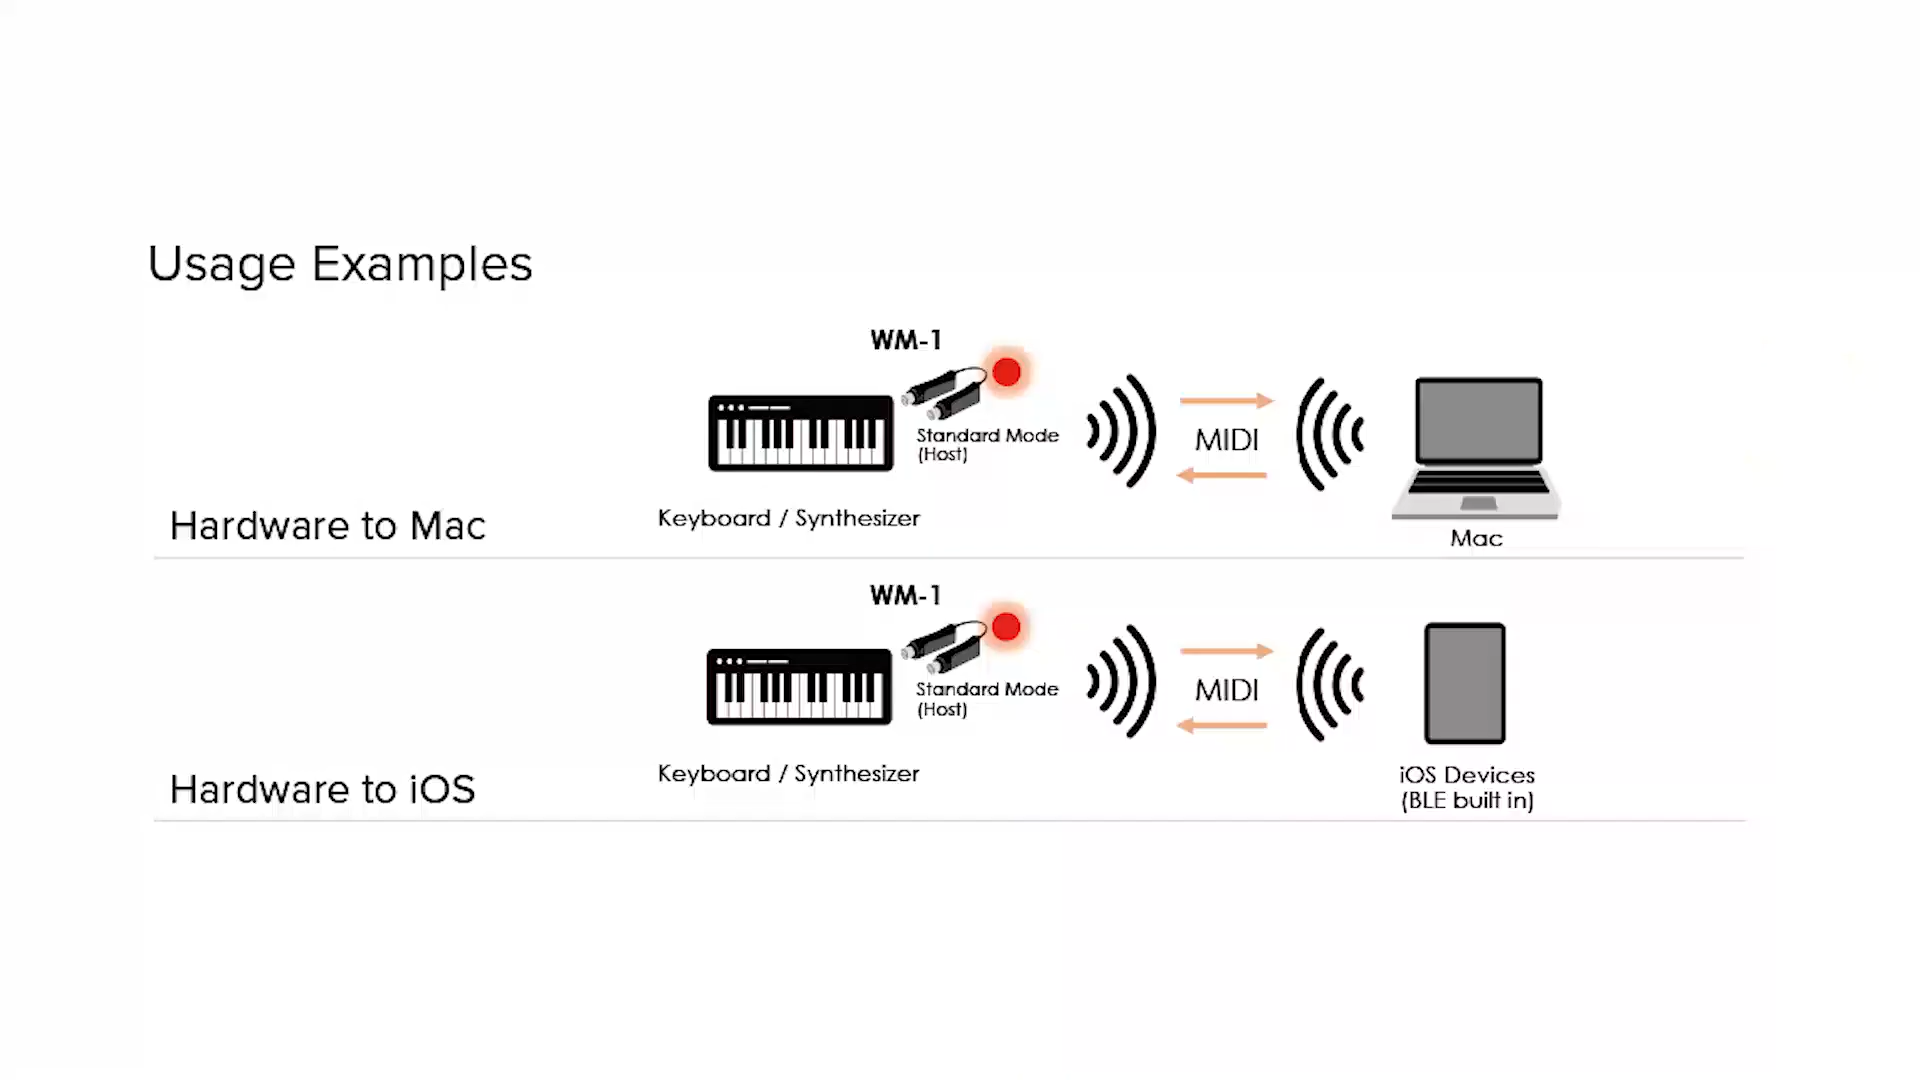 Usage Examples
WM-1
Standard Mode
(Host)
MIDI
Keyboard / Synthesizer
Hardware to Mac
Mac
WM-1
Standard Mode
(Host)
MIDI
Keyboard / Synthesizer
Hardware to iOS
iOS Devices
(BLE built in)